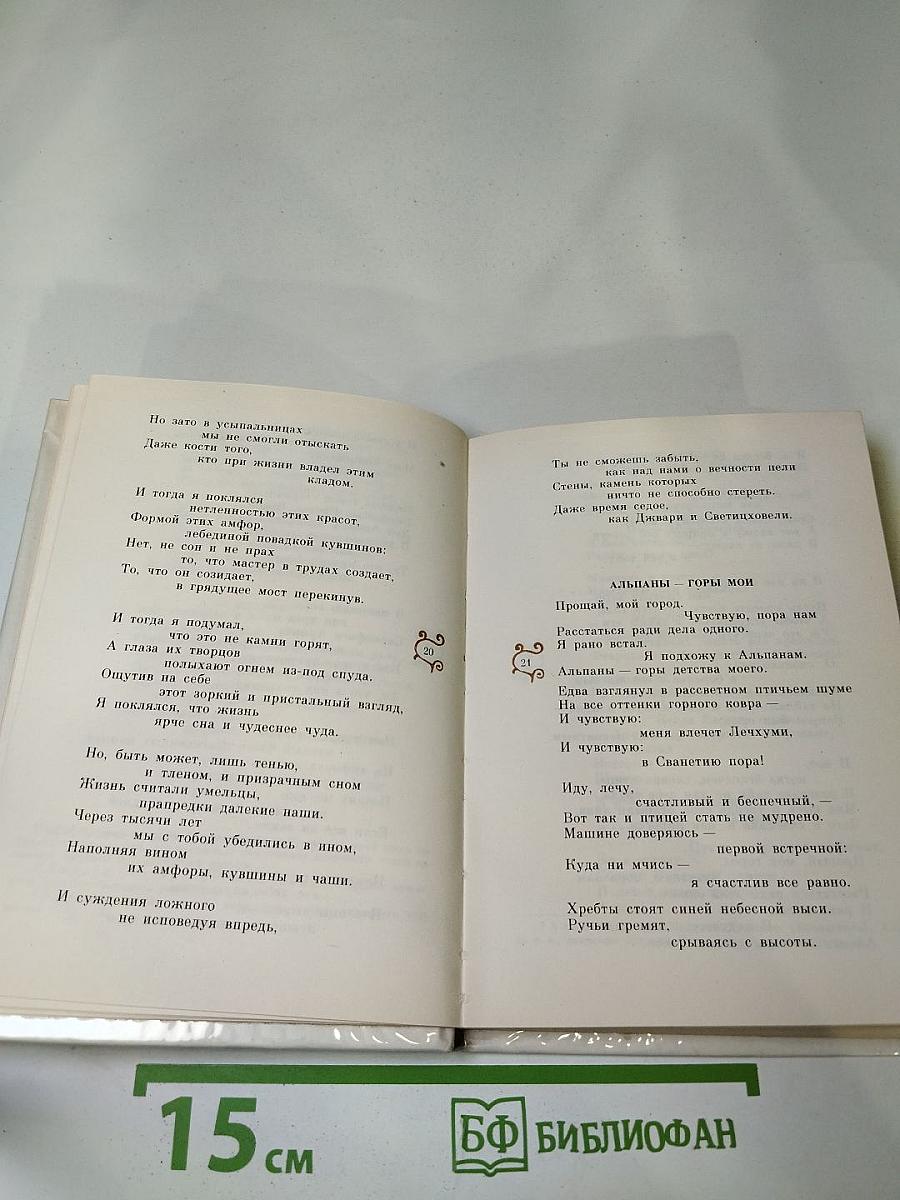 Но зато в усыпальницах
мы не смогли отыскать
Даже кости того,
кто при жизни владел этим
кладом.
И тогда я поклялся
нетленностью этих красот,
Формой этих амфор,
лебединой повадкой кувшинов:
Нет, не сон и не прах
то, что мастер в трудах создает,
То, что он созидает,
в грядущее мост перекинув.
И тогда я подумал,
что это не камни горят,
А глаза их творцов
полыхают огнем из-под спуда.
Ощутив на себе
этот зоркий и пристальный взгляд,
Я поклялся, что жизнь
ярче сна и чудеснее чуда.
Но, быть может, лишь тенью,
и тленом, и призрачным сном
Жизнь считали умельцы,
прапредки далекие наши.
Через тысячи лет
мы с тобой убедились в ином,
Наполняя вином
их амфоры, кувшины и чаши.
И суждения ложного
не исповедуя впредь,
20
Ты не сможешь забыть,
как над нами о вечности пели
Стены, камень которых
ничто не способно стереть.
Даже время седое,
как Джвари и Светицховели.
АЛЬПАНЫ — ГОРЫ МОИ
Прощай, мой город.
Чувствую, пора нам
Расстаться ради дела одного.
Я рано встал.
Я подхожу к Альпанам.
Альпаны — горы детства моего.
Едва взглянул в рассветном птичьем шуме
На все оттенки горного ковра —
И чувствую:
меня влечет Лечхуми,
И чувствую:
в Сванетию пора!
Иду, лечу,
счастливый и беспечный, —
Вот так и птицей стать не мудрено.
Машине доверяюсь —
первой встречной:
Куда ни мчись —
я счастлив все равно.
Хребты стоят синей небесной выси.
Ручьи гремят,
срываясь с высоты.
21
15 см
БФ БИБЛИОФАН